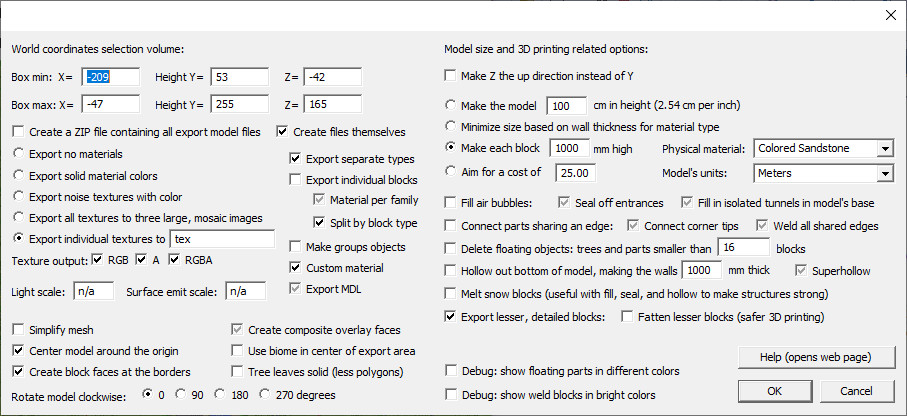 World coordinates selection volume:
Box min: X= -209 Height Y= 53 Z= -42
Box max: X= -47 Height Y= 255 Z= 165
Create a ZIP file containing all export model files Create files themselves
Export no materials
Export solid material colors
Export noise textures with color
Export all textures to three large, mosaic images
Export individual textures to tex
Texture output: RGB A RGBA
Light scale: n/a Surface emit scale: n/a
Export separate types
Export individual blocks
Material per family
Split by block type
Make groups objects
Custom material
Export MDL
Simplify mesh
Center model around the origin
Create block faces at the borders
Create composite overlay faces
Use biome in center of export area
Tree leaves solid (less polygons)
Rotate model clockwise: 0 90 180 270 degrees
Model size and 3D printing related options:
Make Z the up direction instead of Y
Make the model 100 cm in height (2.54 cm per inch)
Minimize size based on wall thickness for material type
Make each block 1000 mm high Physical material: Colored Sandstone
Aim for a cost of 25.00 Model's units: Meters
Fill air bubbles: Seal off entrances Fill in isolated tunnels in model's base
Connect parts sharing an edge: Connect corner tips Weld all shared edges
Delete floating objects: trees and parts smaller than 16 blocks
Hollow out bottom of model, making the walls 1000 mm thick Superhollow
Melt snow blocks (useful with fill, seal, and hollow to make structures strong)
Export lesser, detailed blocks: Fatten lesser blocks (safer 3D printing)
Debug: show floating parts in different colors
Debug: show weld blocks in bright colors
Help (opens web page)
OK Cancel